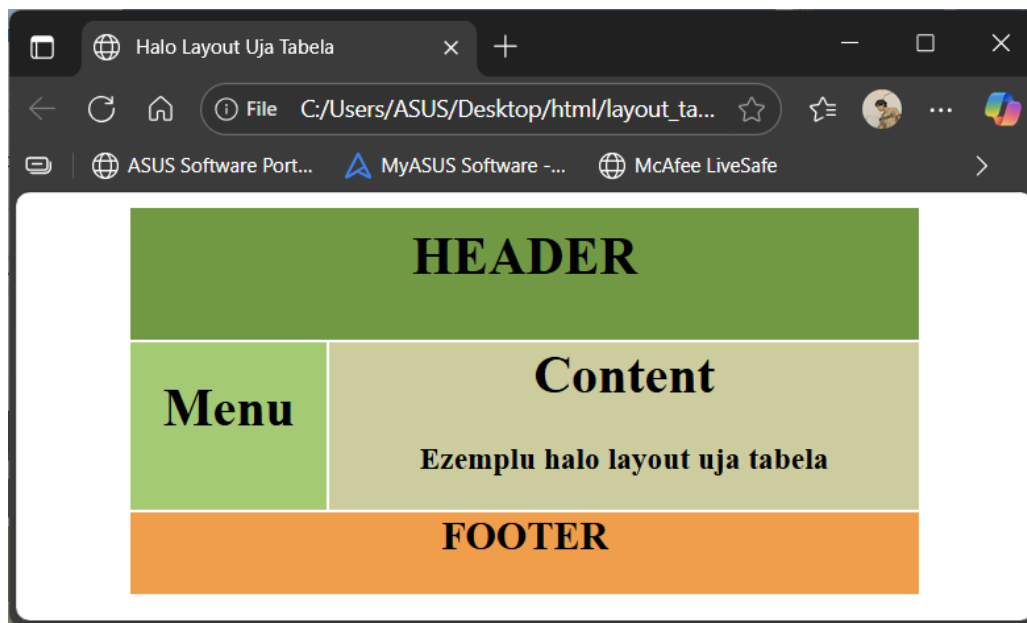 Halo Layout Uja Tabela
File C:/Users/ASUS/Desktop/html/layout_ta...
ASUS Software Port... MyASUS Software -... McAfee LiveSafe
HEADER
Menu
Content
Ezemplu halo layout uja tabela
FOOTER